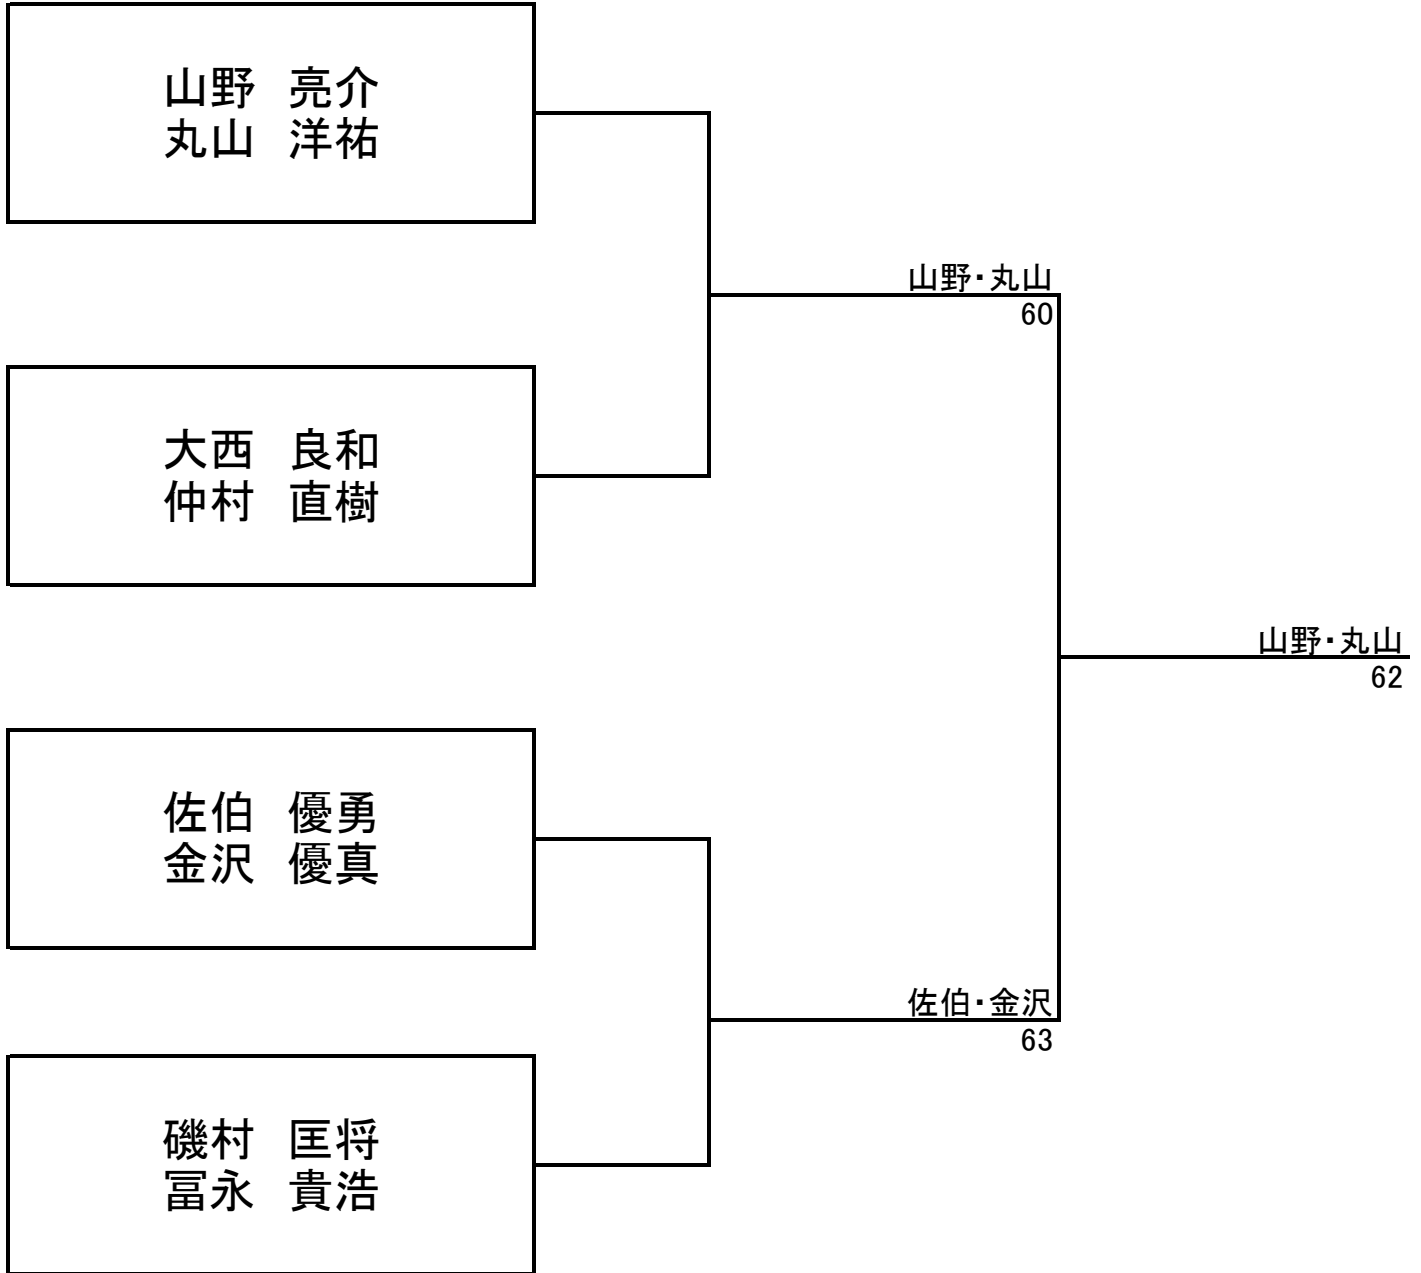 山野　亮介
丸山　洋祐
山野・丸山
60
大西　良和
仲村　直樹
山野・丸山
62
佐伯　優勇
金沢　優真
佐伯・金沢
63
磯村　匡将
冨永　貴浩